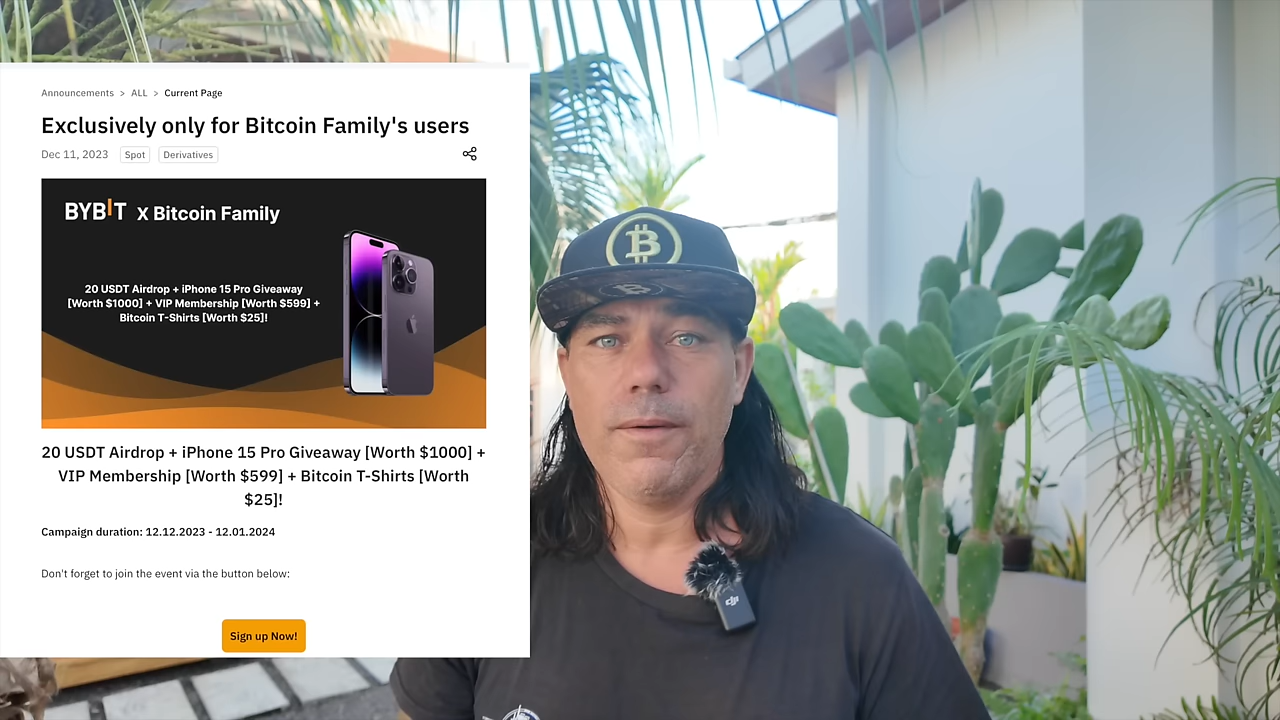 Announcements > ALL > Current Page
Exclusively only for Bitcoin Family's users
Dec 11, 2023 Spot Derivatives
BYBIT X Bitcoin Family
20 USDT Airdrop + iPhone 15 Pro Giveaway
[Worth $1000] + VIP Membership [Worth $599] +
Bitcoin T-Shirts [Worth $25]!
20 USDT Airdrop + iPhone 15 Pro Giveaway [Worth $1000] +
VIP Membership [Worth $599] + Bitcoin T-Shirts [Worth
$25]!
Campaign duration: 12.12.2023 - 12.01.2024
Don't forget to join the event via the button below:
Sign up Now!
dji